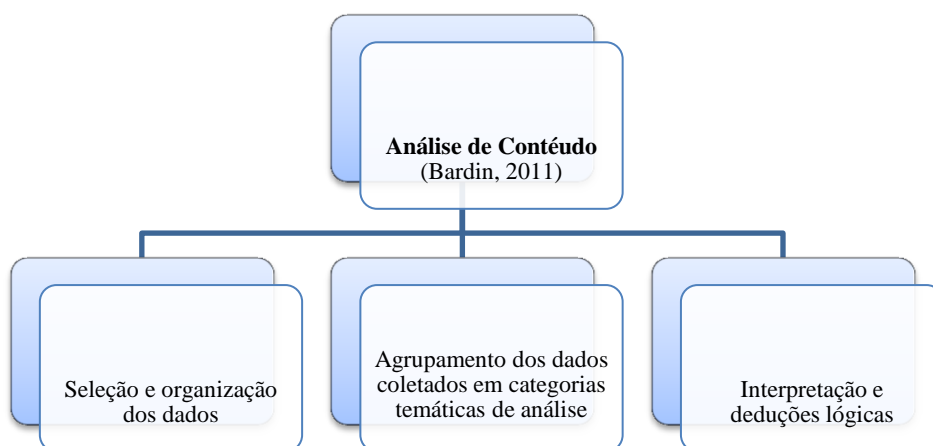 Análise de Contéudo
(Bardin, 2011)
Seleção e organização
dos dados
Agrupamento dos dados
coletados em categorias
temáticas de análise
Interpretação e
deduções lógicas